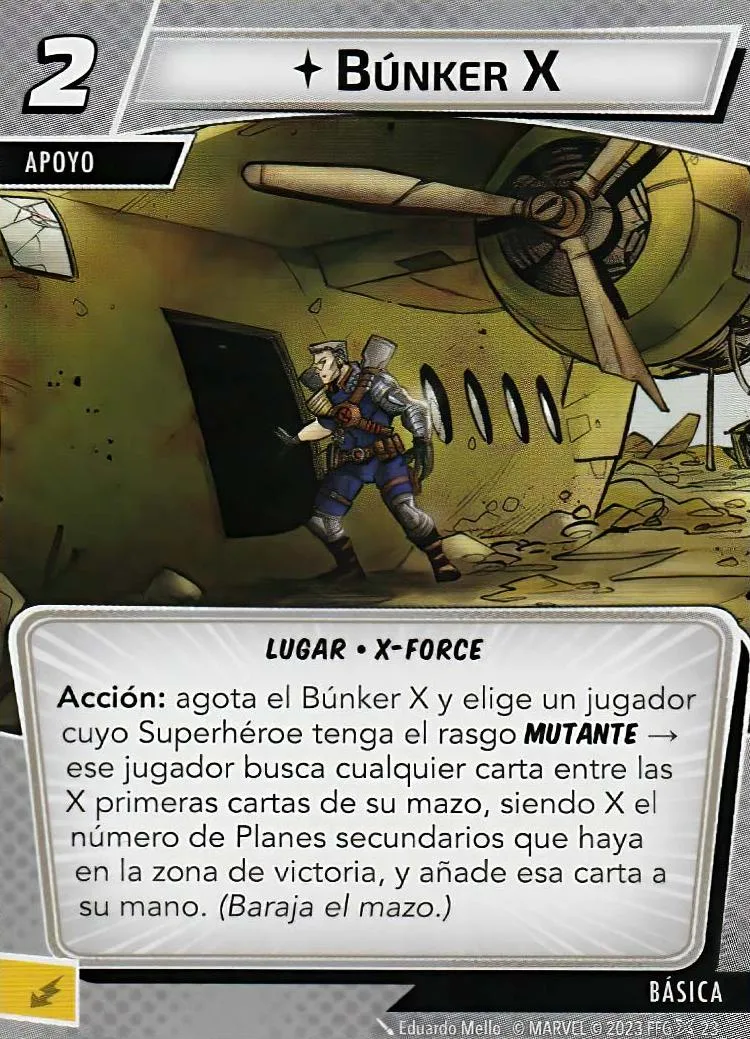 2
BÚNKER X
APOYO
LUGAR • X-FORCE
Acción: agota el Búnker X y elige un jugador
cuyo Superhéroe tenga el rasgo MUTANTE →
ese jugador busca cualquier carta entre las
X primeras cartas de su mazo, siendo X el
número de Planes secundarios que haya
en la zona de victoria, y añade esa carta a
su mano. (Baraja el mazo.)
BÁSICA
Eduardo Mello © MARVEL © 2023 FFG 23